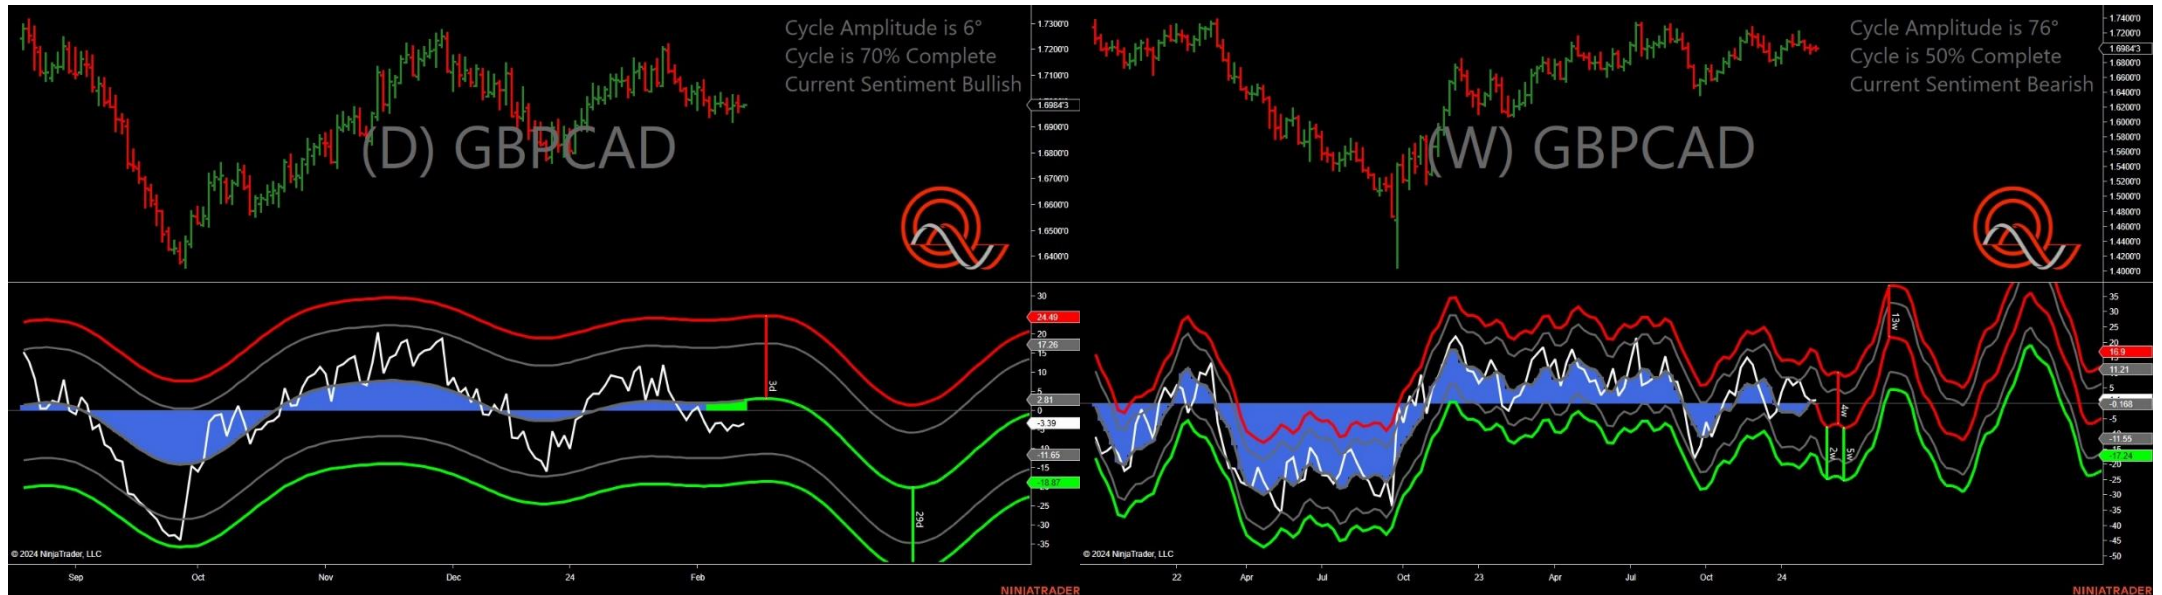 Cycle Amplitude is 6°
Cycle is 70% Complete
Current Sentiment Bullish
(D) GBPCAD
1.7300'0
1.7200'0
1.7100'0
1.6984'3
1.6900'0
1.6800'0
1.6700'0
1.6600'0
1.6500'0
1.6400'0
30
24.49
20
17.26
15
10
5
2.81
0
-3.39
-5
-11.65
-15
-18.87
-25
-30
-35
3d
29d
© 2024 NinjaTrader, LLC
Sep
Oct
Nov
Dec
24
Feb
NINJATRADER
Cycle Amplitude is 76°
Cycle is 50% Complete
Current Sentiment Bearish
(W) GBPCAD
1.7400'0
1.7200'0
1.6984'3
1.6800'0
1.6600'0
1.6400'0
1.6200'0
1.6000'0
1.5800'0
1.5600'0
1.5400'0
1.5200'0
1.5000'0
1.4800'0
1.4600'0
1.4400'0
1.4200'0
1.4000'0
35
30
25
20
16.9
11.21
5
-0.168
-5
-11.55
-17.24
-25
-30
-35
-40
-45
-50
13w
4w
2w
5w
© 2024 NinjaTrader, LLC
22
Apr
Jul
Oct
23
Apr
Jul
Oct
24
NINJATRADER